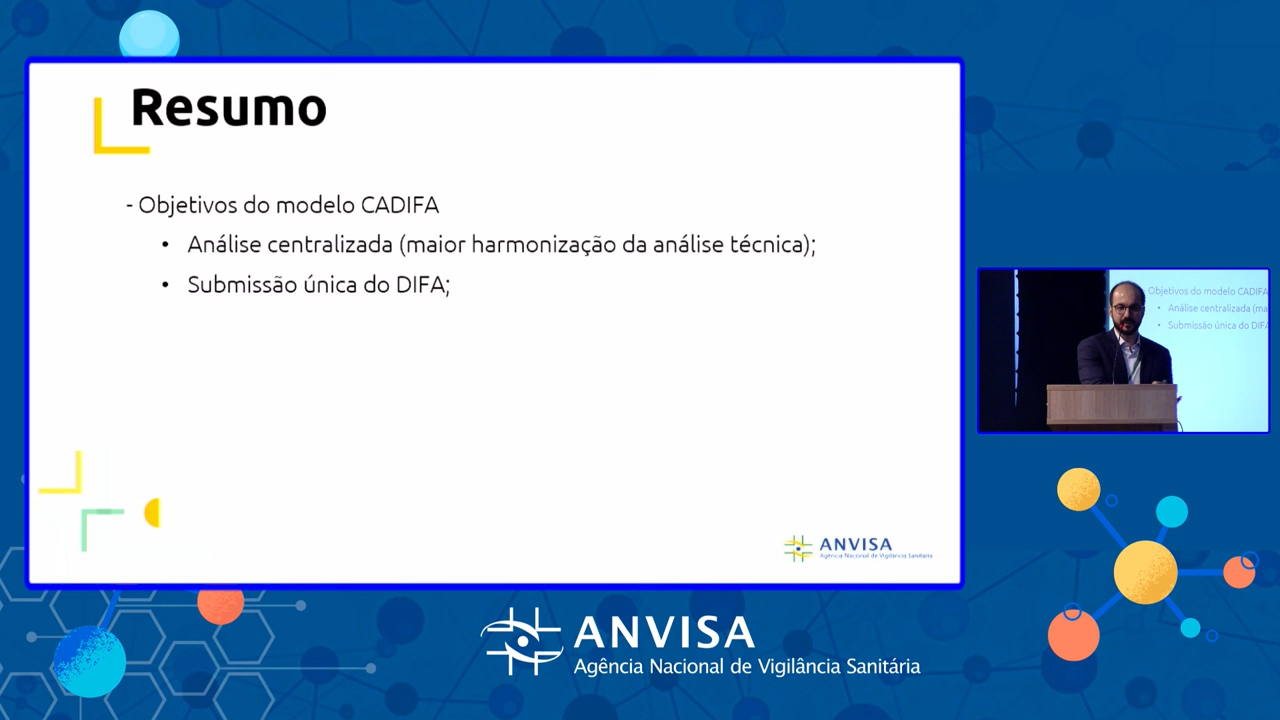 Resumo
- Objetivos do modelo CADIFA
• Análise centralizada (maior harmonização da análise técnica);
• Submissão única do DIFA;
ANVISA
Agência Nacional de Vigilância Sanitária
Objetivos do modelo CADIFA
• Análise centralizada (ma
• Submissão única do DIFA
ANVISA
Agência Nacional de Vigilância Sanitária